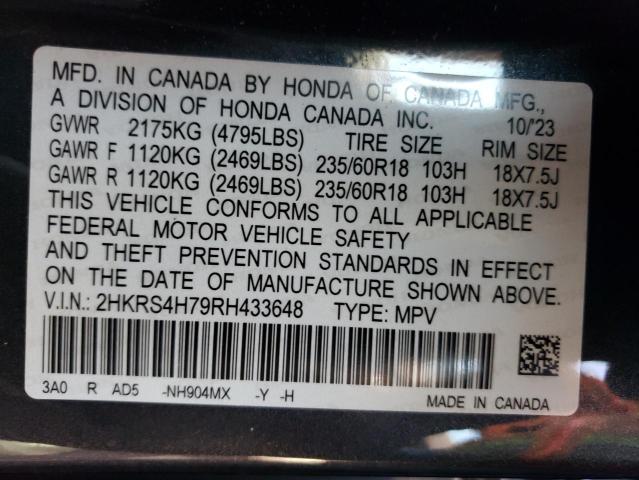 MFD. IN CANADA BY HONDA OF CANADA MFG.,
A DIVISION OF HONDA CANADA INC. 10/'23
GVWR 2175KG (4795LBS) TIRE SIZE RIM SIZE
GAWR F 1120KG (2469LBS) 235/60R18 103H 18X7.5J
GAWR R 1120KG (2469LBS) 235/60R18 103H 18X7.5J
THIS VEHICLE CONFORMS TO ALL APPLICABLE
FEDERAL MOTOR VEHICLE SAFETY
AND THEFT PREVENTION STANDARDS IN EFFECT
ON THE DATE OF MANUFACTURE SHOWN ABOVE.
V.I.N.: 2HKRS4H79RH433648 TYPE: MPV
3A0 R AD5 -NH904MX -Y -H MADE IN CANADA